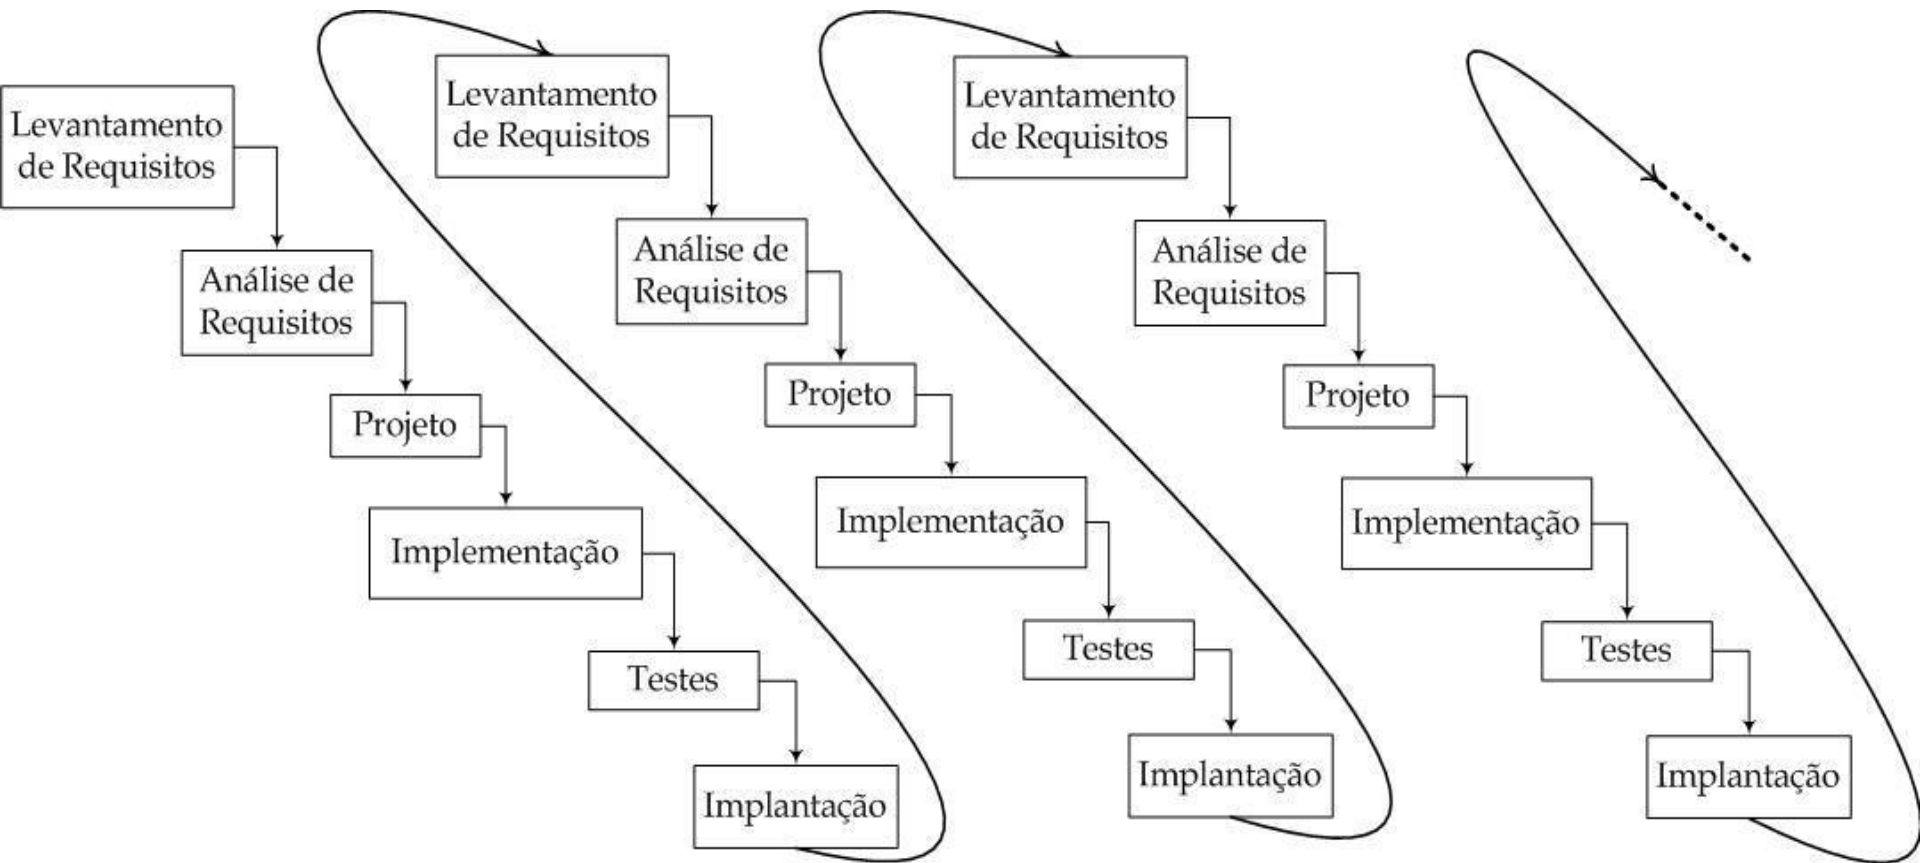 Levantamento
de Requisitos
Análise de
Requisitos
Projeto
Implementação
Testes
Implantação
Levantamento
de Requisitos
Análise de
Requisitos
Projeto
Implementação
Testes
Implantação
Levantamento
de Requisitos
Análise de
Requisitos
Projeto
Implementação
Testes
Implantação